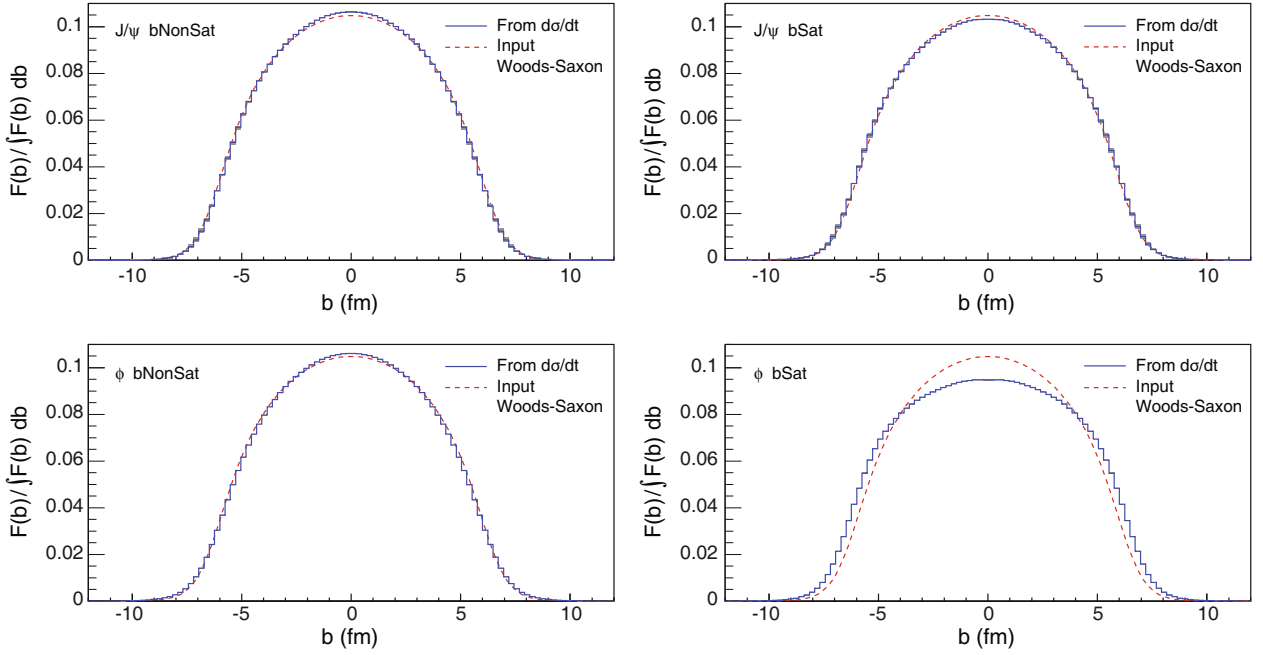 J/ψ bNonSat
From dσ/dt
Input
Woods-Saxon
F(b)/∫F(b) db
0.1
0.08
0.06
0.04
0.02
0
-10 -5 0 5 10
b (fm)
J/ψ bSat
From dσ/dt
Input
Woods-Saxon
F(b)/∫F(b) db
0.1
0.08
0.06
0.04
0.02
0
-10 -5 0 5 10
b (fm)
ϕ bNonSat
From dσ/dt
Input
Woods-Saxon
F(b)/∫F(b) db
0.1
0.08
0.06
0.04
0.02
0
-10 -5 0 5 10
b (fm)
ϕ bSat
From dσ/dt
Input
Woods-Saxon
F(b)/∫F(b) db
0.1
0.08
0.06
0.04
0.02
0
-10 -5 0 5 10
b (fm)